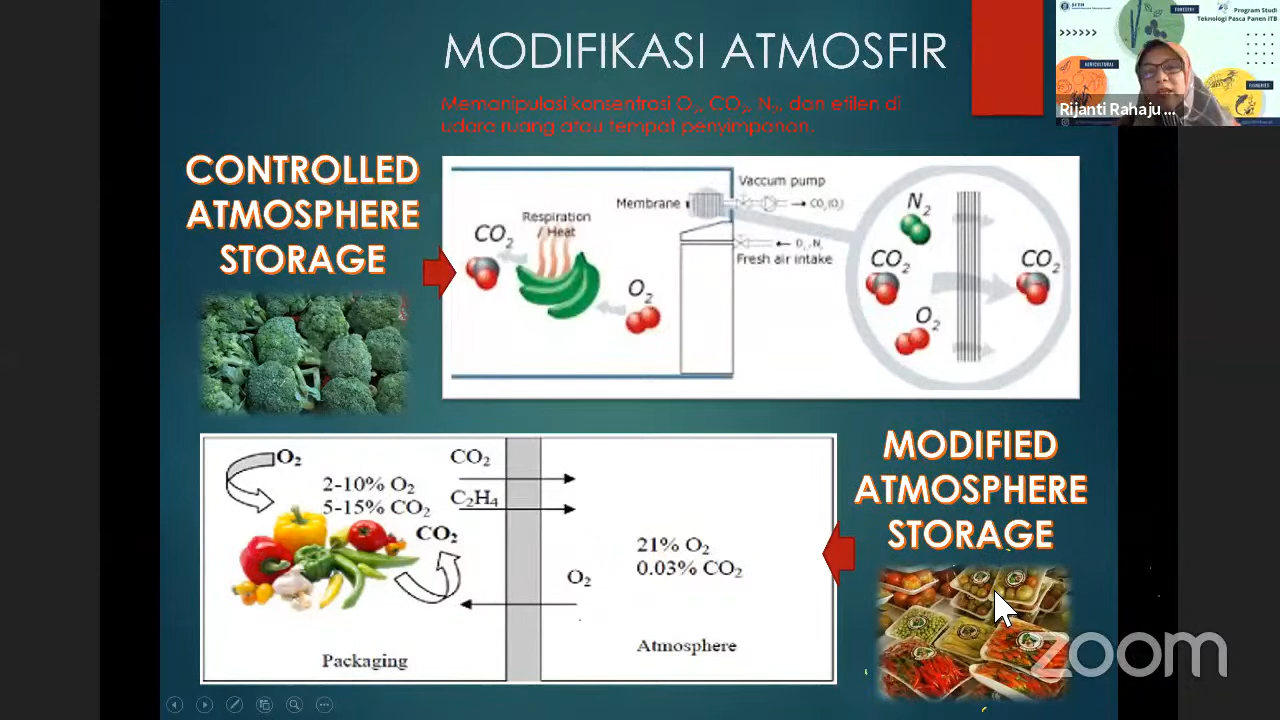 MODIFIKASI ATMOSFIR
Memanipulasi konsentrasi O2, CO2, N2, dan etilen di
udara ruang atau tempat penyimpanan.
Program Studi
Teknologi Pasca Panen ITB
AGRICULTURAL
Rijanti Rahaju ...
CONTROLLED
ATMOSPHERE
STORAGE
CO2
Respiration
/ Heat
O2
Membrane
Vaccum pump
CO2(O2)
Fresh air intake
N2
CO2
O2
CO2
O2
2-10% O2
5-15% CO2
CO2
CO2
C2H4
O2
21% O2
0.03% CO2
Packaging
Atmosphere
MODIFIED
ATMOSPHERE
STORAGE
zoom